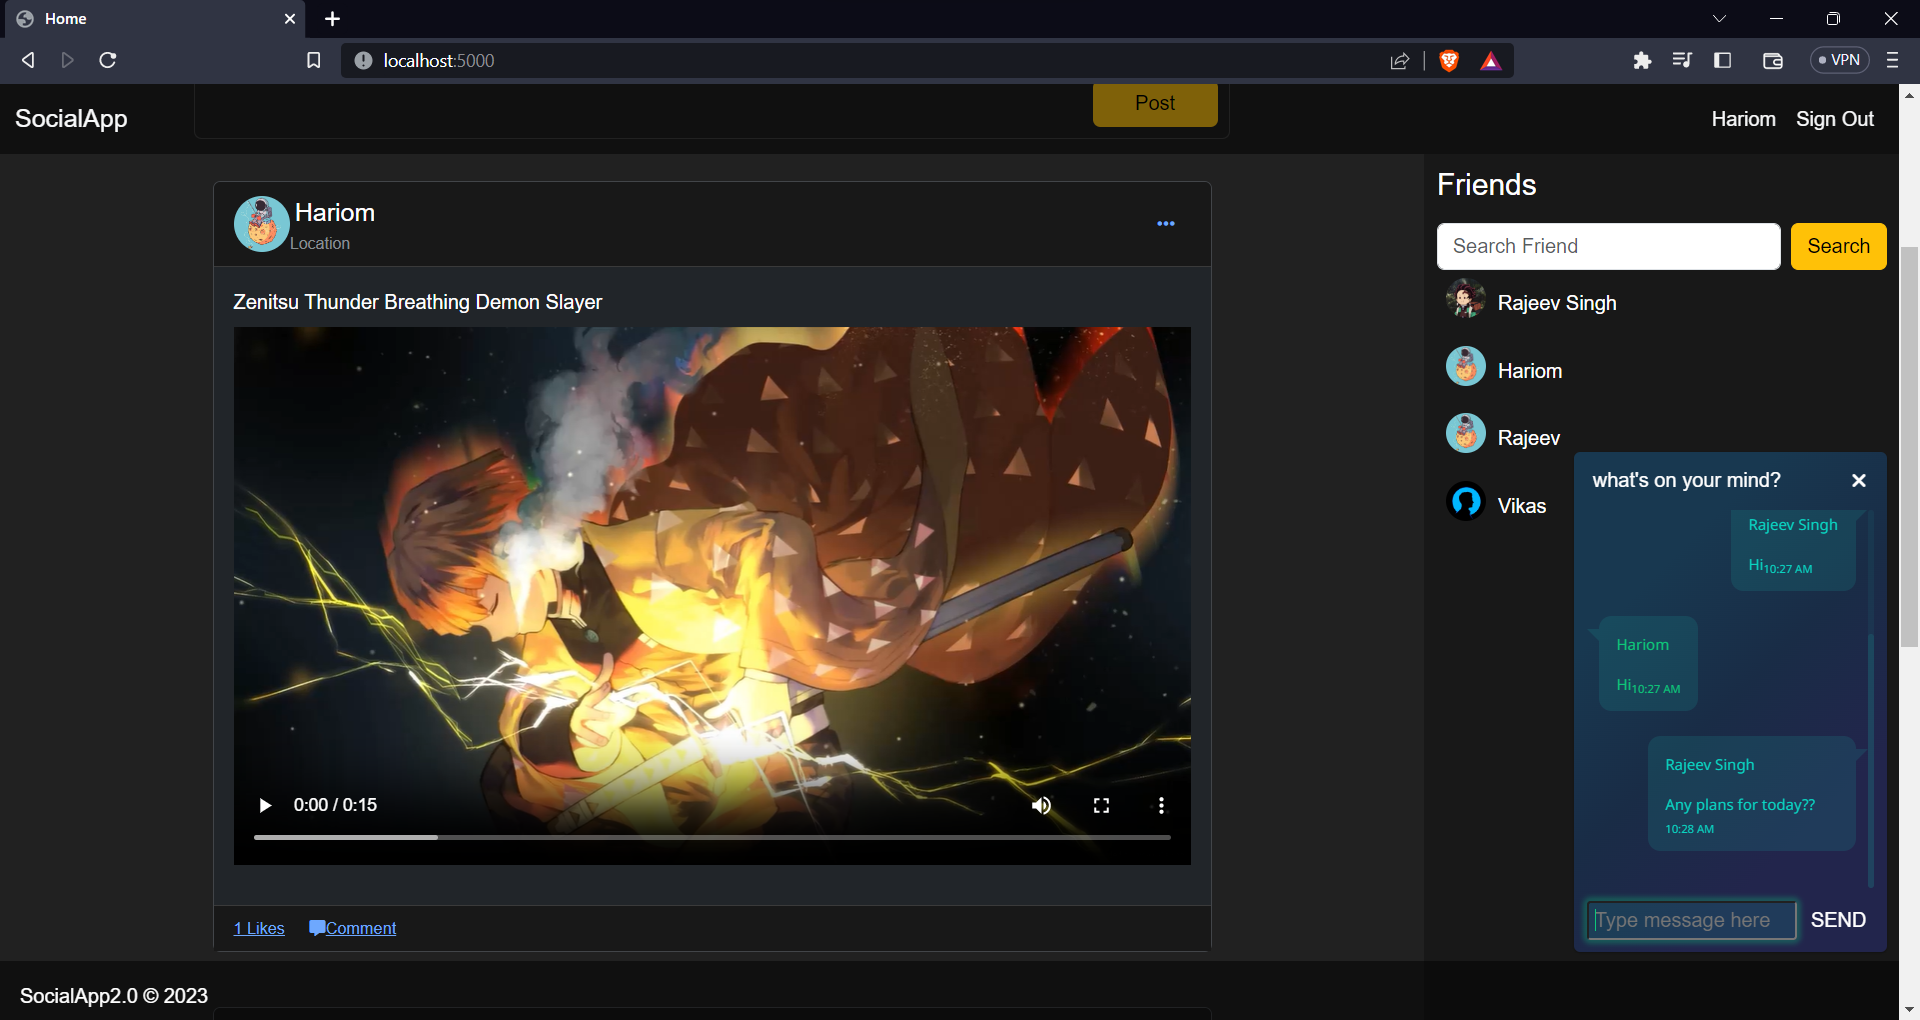 Home
localhost:5000
VPN
SocialApp
Post
Hariom Sign Out
Hariom
Location
Zenitsu Thunder Breathing Demon Slayer
0:00 / 0:15
1 Likes Comment
Friends
Search Friend Search
Rajeev Singh
Hariom
Rajeev
Vikas
what's on your mind?
Rajeev Singh
Hi10:27 AM
Hariom
Hi10:27 AM
Rajeev Singh
Any plans for today??
10:28 AM
Type message here SEND
SocialApp2.0 © 2023